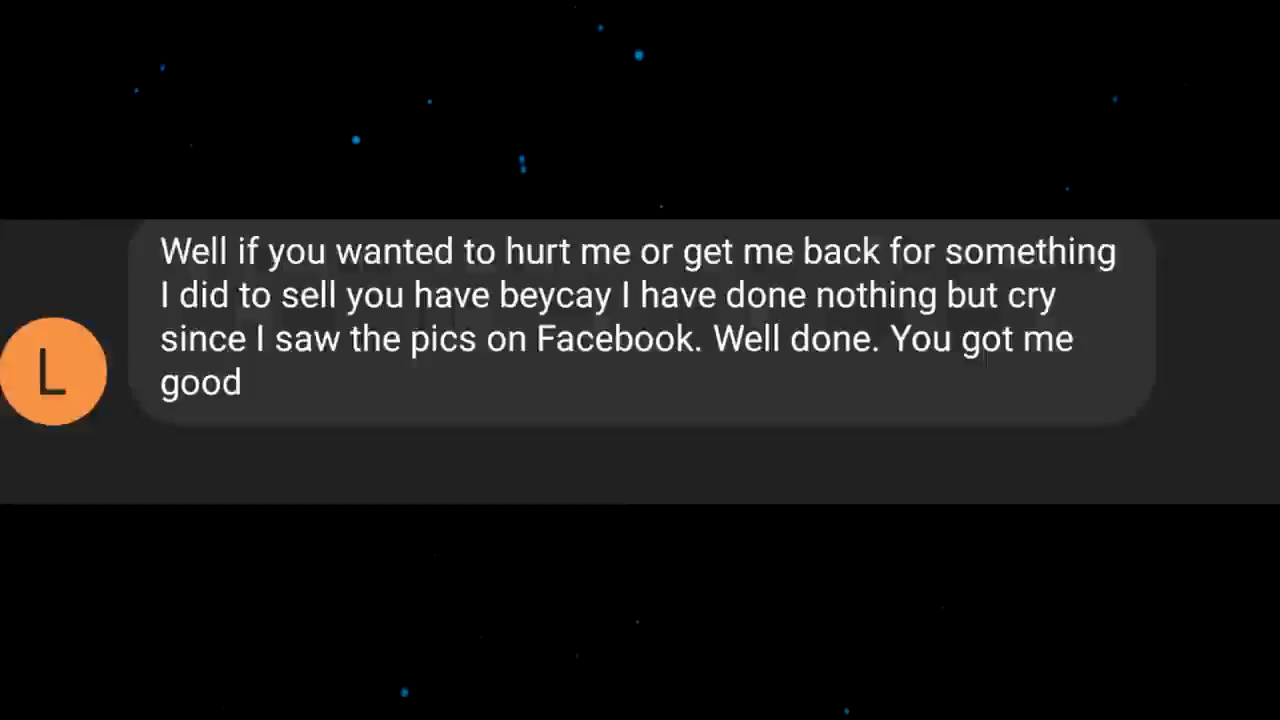 Well if you wanted to hurt me or get me back for something
I did to sell you have beycay I have done nothing but cry
since I saw the pics on Facebook. Well done. You got me
good
L